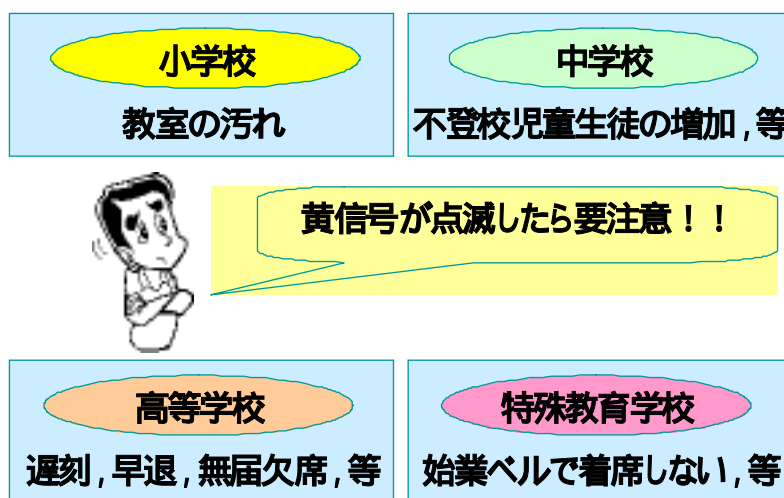 小学校
教室の汚れ
中学校
不登校児童生徒の増加,等
黄信号が点滅したら要注意！！
高等学校
遅刻,早退,無届欠席,等
特殊教育学校
始業ベルで着席しない,等